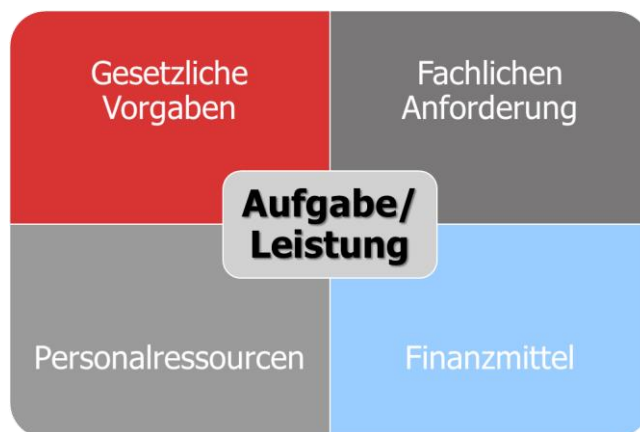 Gesetzliche
Vorgaben
Fachlichen
Anforderung
Aufgabe/
Leistung
Personalressourcen
Finanzmittel